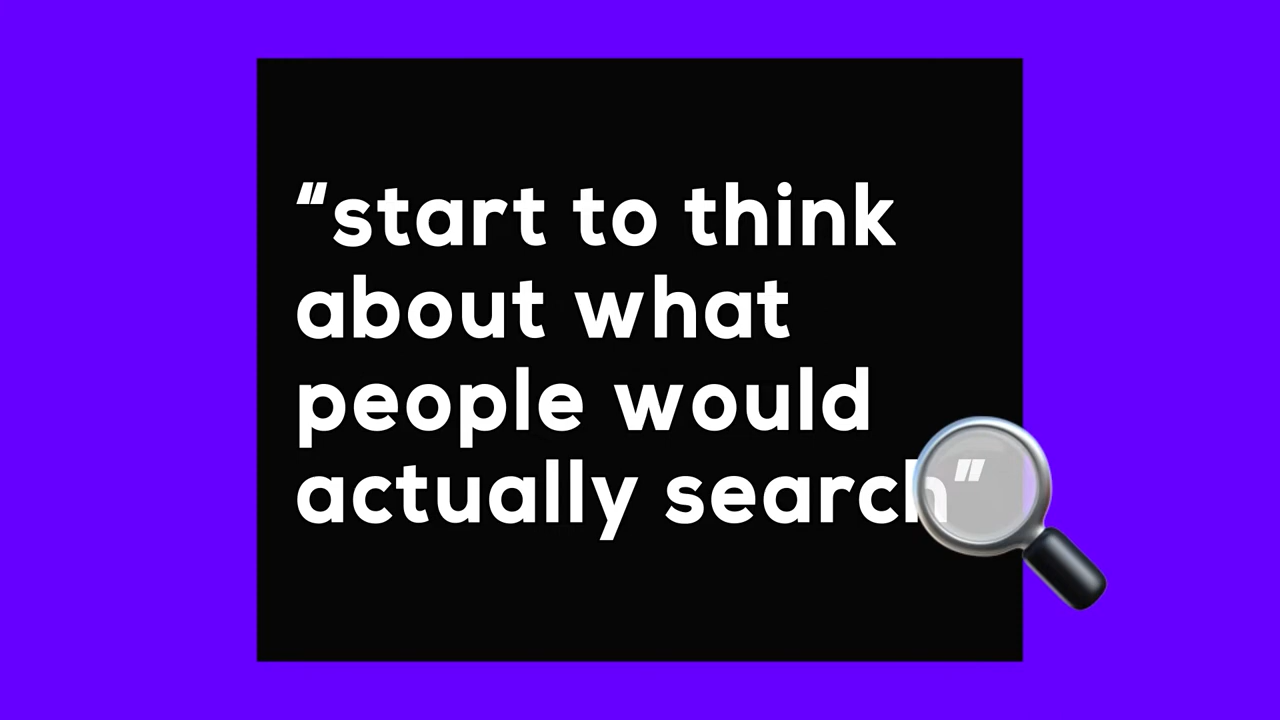 “start to think
about what
people would
actually search”